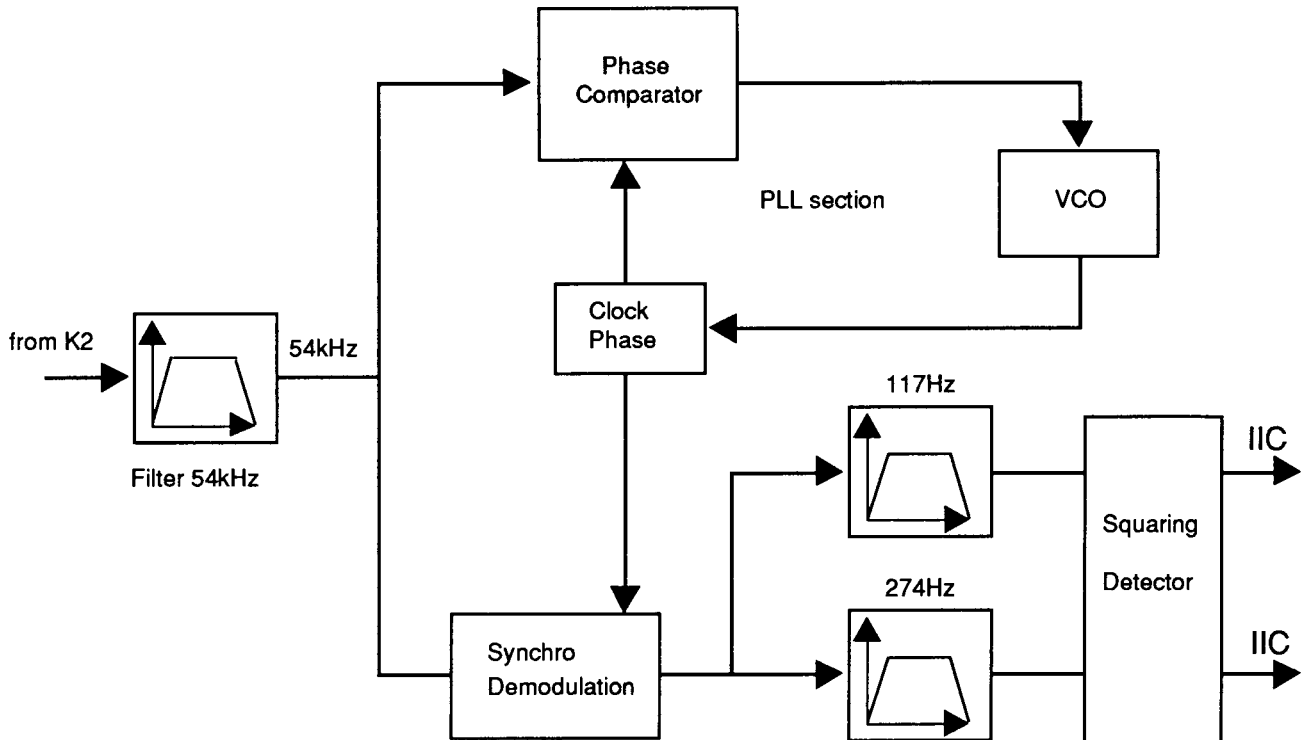 Phase
Comparator
PLL section
VCO
Clock
Phase
from K2
54kHz
Filter 54kHz
117Hz
274Hz
Synchro
Demodulation
Squaring
Detector
IIC
IIC